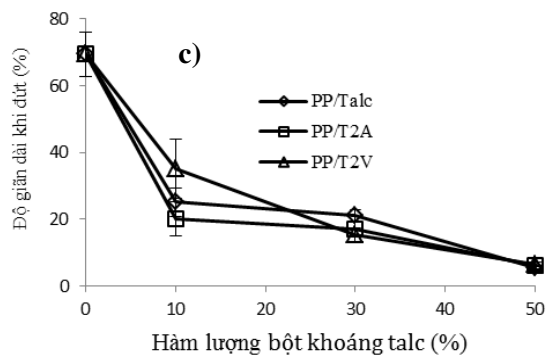 80
60
40
20
0
Độ giãn dài khi đứt (%)
c)
PP/Talc
PP/T2A
PP/T2V
0 10 20 30 40 50
Hàm lượng bột khoáng talc (%)